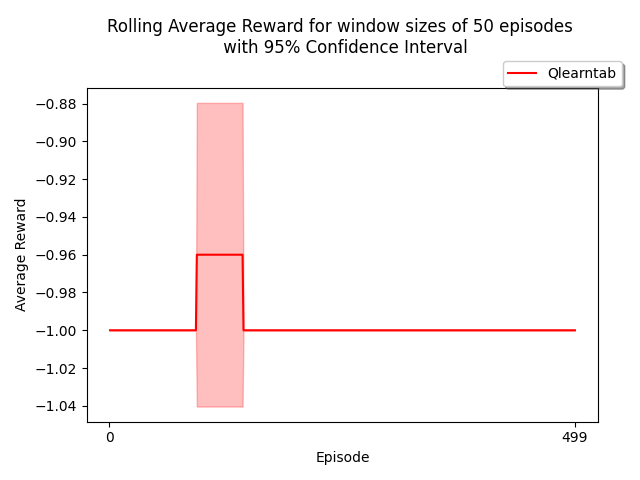 Rolling Average Reward for window sizes of 50 episodes
with 95% Confidence Interval
Qlearntab
−0.88
−0.90
−0.92
−0.94
−0.96
−0.98
−1.00
−1.02
−1.04
Average Reward
0
499
Episode